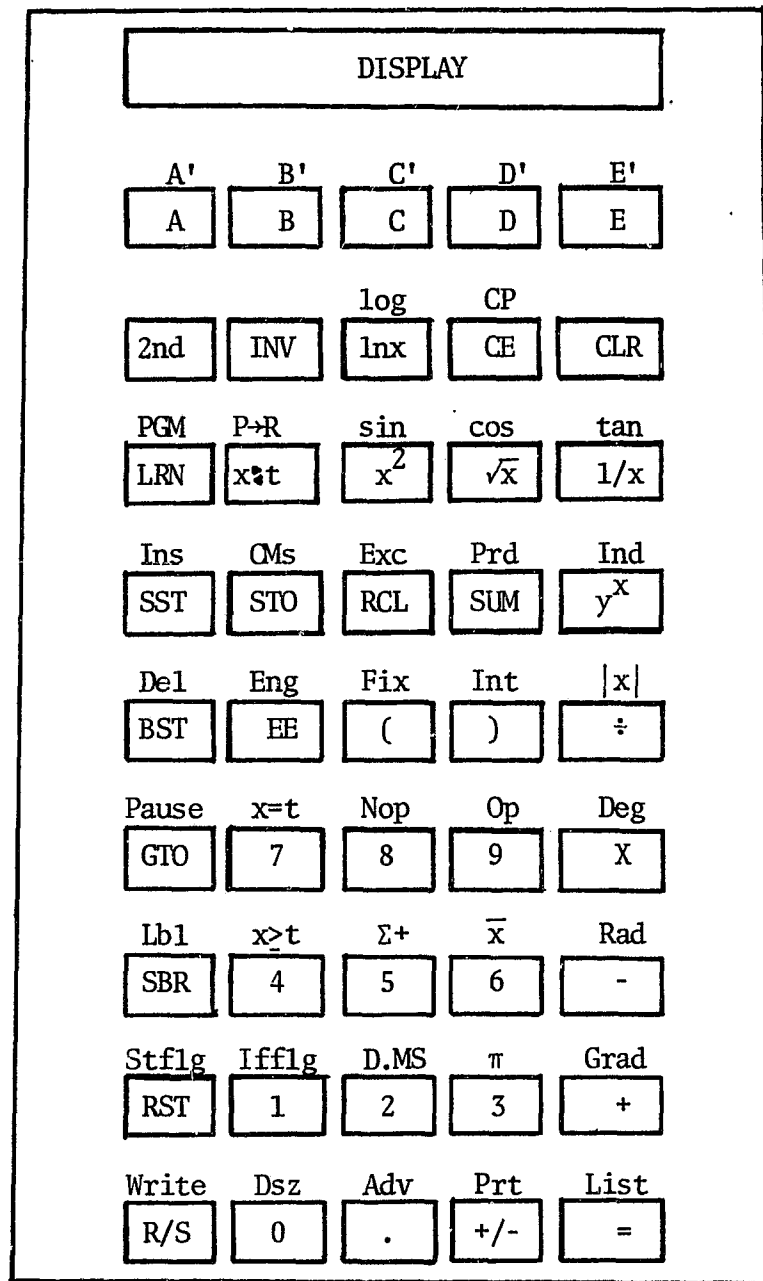 DISPLAY
A' B' C' D' E'
A B C D E
log CP
2nd INV lnx CE CLR
PGM P→R sin cos tan
LRN x⇄t x² √x 1/x
Ins CMs Exc Prd Ind
SST STO RCL SUM yˣ
Del Eng Fix Int |x|
BST EE ( ) ÷
Pause x=t Nop Op Deg
GTO 7 8 9 X
Lbl x≥t Σ+ x̅ Rad
SBR 4 5 6 -
Stflg Ifflg D.MS π Grad
RST 1 2 3 +
Write Dsz Adv Prt List
R/S 0 . +/- =